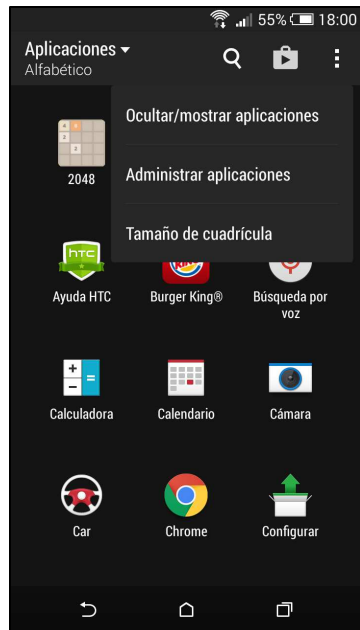 55% 18:00
Aplicaciones
Alfabético
Ocultar/mostrar aplicaciones
Administrar aplicaciones
Tamaño de cuadrícula
2048
hTC
Ayuda HTC
Burger King®
Búsqueda por
voz
Calculadora
Calendario
Cámara
Car
Chrome
Configurar